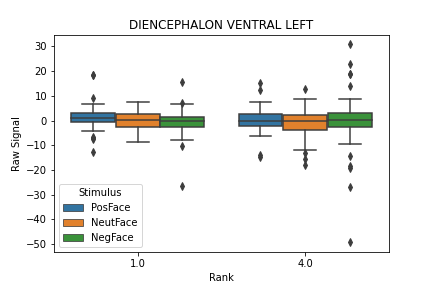 DIENCEPHALON VENTRAL LEFT
30
20
10
0
−10
−20
−30
−40
−50
Raw Signal
Stimulus
PosFace
NeutFace
NegFace
1.0 4.0
Rank